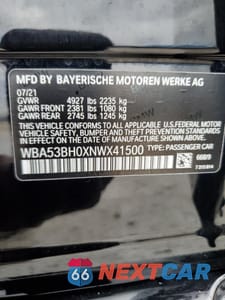 MFD BY BAYERISCHE MOTOREN WERKE AG
07/21
GVWR 4927 lbs 2235 kg
GAWR FRONT 2381 lbs 1080 kg
GAWR REAR 2745 lbs 1245 kg
THIS VEHICLE CONFORMS TO ALL
APPLICABLE U.S. FEDERAL MOTOR
VEHICLE SAFETY, BUMPER, AND THEFT
PREVENTION STANDARDS IN EFFECT
ON THE DATE OF
MANUFACTURE SHOWN ABOVE.
WBA53BH0XNWX41500 TYPE: PASSENGER CAR
66
NEXTCAR